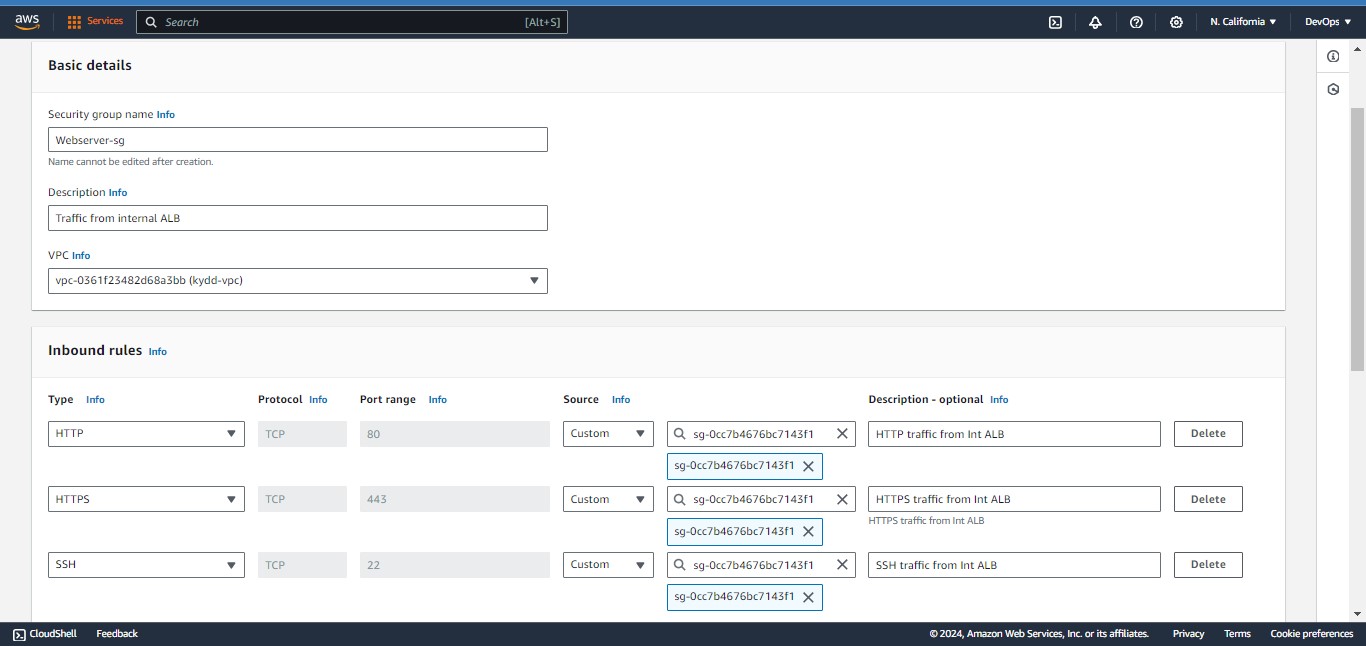 aws Services Search [Alt+S] N. California DevOps
Basic details
Security group name Info
Webserver-sg
Name cannot be edited after creation.
Description Info
Traffic from internal ALB
VPC Info
vpc-0361f23482d68a3bb (kydd-vpc)
Inbound rules Info
Type Info Protocol Info Port range Info Source Info Description - optional Info
HTTP TCP 80 Custom sg-0cc7b4676bc7143f1 HTTP traffic from Int ALB Delete
sg-0cc7b4676bc7143f1
HTTPS TCP 443 Custom sg-0cc7b4676bc7143f1 HTTPS traffic from Int ALB Delete
HTTPS traffic from Int ALB
sg-0cc7b4676bc7143f1
SSH TCP 22 Custom sg-0cc7b4676bc7143f1 SSH traffic from Int ALB Delete
sg-0cc7b4676bc7143f1
CloudShell Feedback © 2024, Amazon Web Services, Inc. or its affiliates. Privacy Terms Cookie preferences